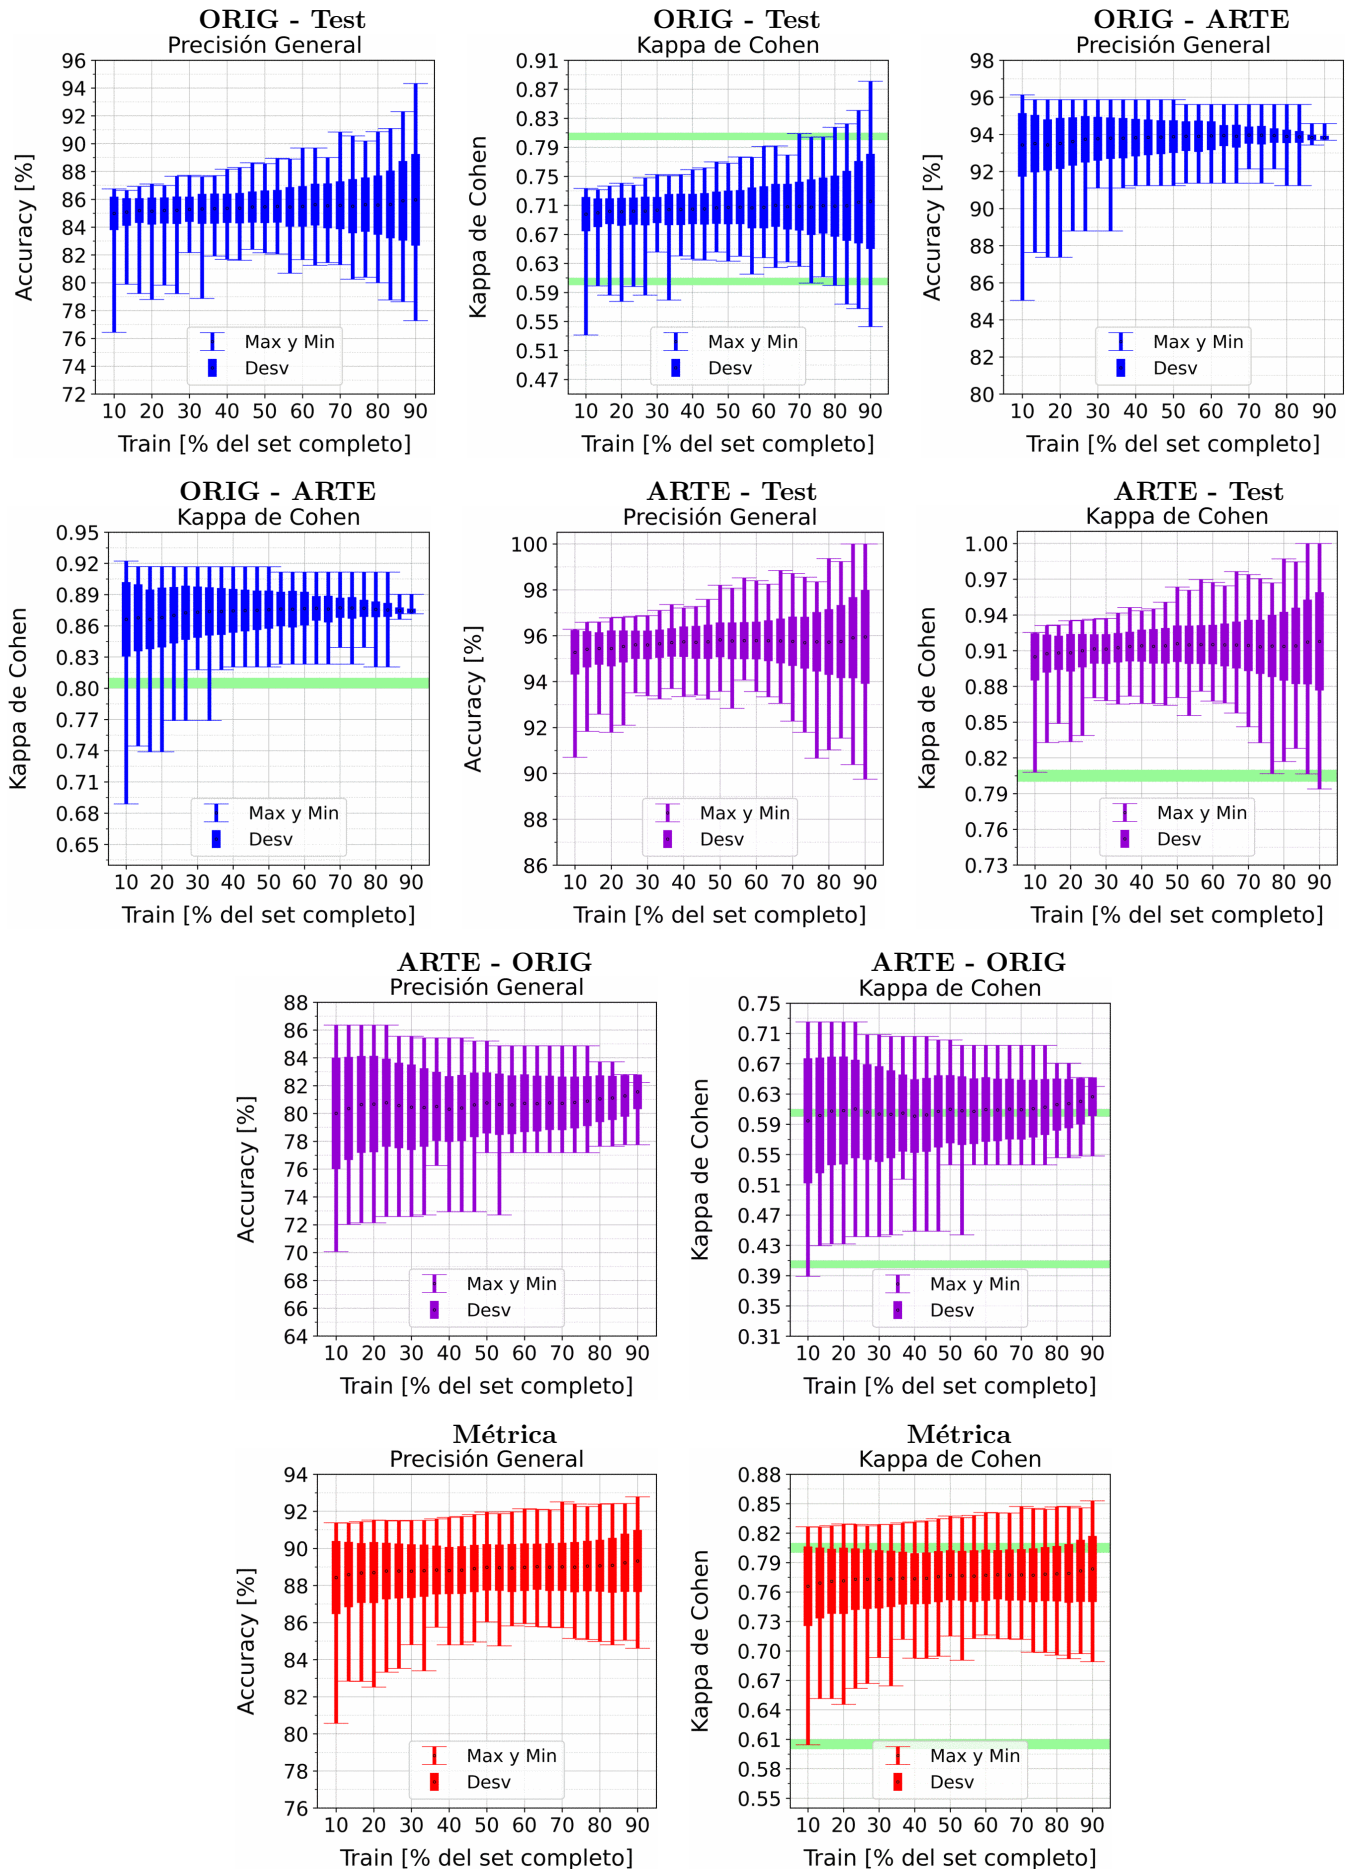 ORIG - Test
Precisión General
96
94
92
90
88
86
84
82
80
78
76
74
72
Accuracy [%]
Max y Min
Desv
10 20 30 40 50 60 70 80 90
Train [% del set completo]
ORIG - Test
Kappa de Cohen
0.91
0.87
0.83
0.79
0.75
0.71
0.67
0.63
0.59
0.55
0.51
0.47
Kappa de Cohen
Max y Min
Desv
10 20 30 40 50 60 70 80 90
Train [% del set completo]
ORIG - ARTE
Precisión General
98
96
94
92
90
88
86
84
82
80
Accuracy [%]
Max y Min
Desv
10 20 30 40 50 60 70 80 90
Train [% del set completo]
ORIG - ARTE
Kappa de Cohen
0.95
0.92
0.89
0.86
0.83
0.80
0.77
0.74
0.71
0.68
0.65
Kappa de Cohen
Max y Min
Desv
10 20 30 40 50 60 70 80 90
Train [% del set completo]
ARTE - Test
Precisión General
100
98
96
94
92
90
88
86
Accuracy [%]
Max y Min
Desv
10 20 30 40 50 60 70 80 90
Train [% del set completo]
ARTE - Test
Kappa de Cohen
1.00
0.97
0.94
0.91
0.88
0.85
0.82
0.79
0.76
0.73
Kappa de Cohen
Max y Min
Desv
10 20 30 40 50 60 70 80 90
Train [% del set completo]
ARTE - ORIG
Precisión General
88
86
84
82
80
78
76
74
72
70
68
66
64
Accuracy [%]
Max y Min
Desv
10 20 30 40 50 60 70 80 90
Train [% del set completo]
ARTE - ORIG
Kappa de Cohen
0.75
0.71
0.67
0.63
0.59
0.55
0.51
0.47
0.43
0.39
0.35
0.31
Kappa de Cohen
Max y Min
Desv
10 20 30 40 50 60 70 80 90
Train [% del set completo]
Métrica
Precisión General
94
92
90
88
86
84
82
80
78
76
Accuracy [%]
Max y Min
Desv
10 20 30 40 50 60 70 80 90
Train [% del set completo]
Métrica
Kappa de Cohen
0.88
0.85
0.82
0.79
0.76
0.73
0.70
0.67
0.64
0.61
0.58
0.55
Kappa de Cohen
Max y Min
Desv
10 20 30 40 50 60 70 80 90
Train [% del set completo]